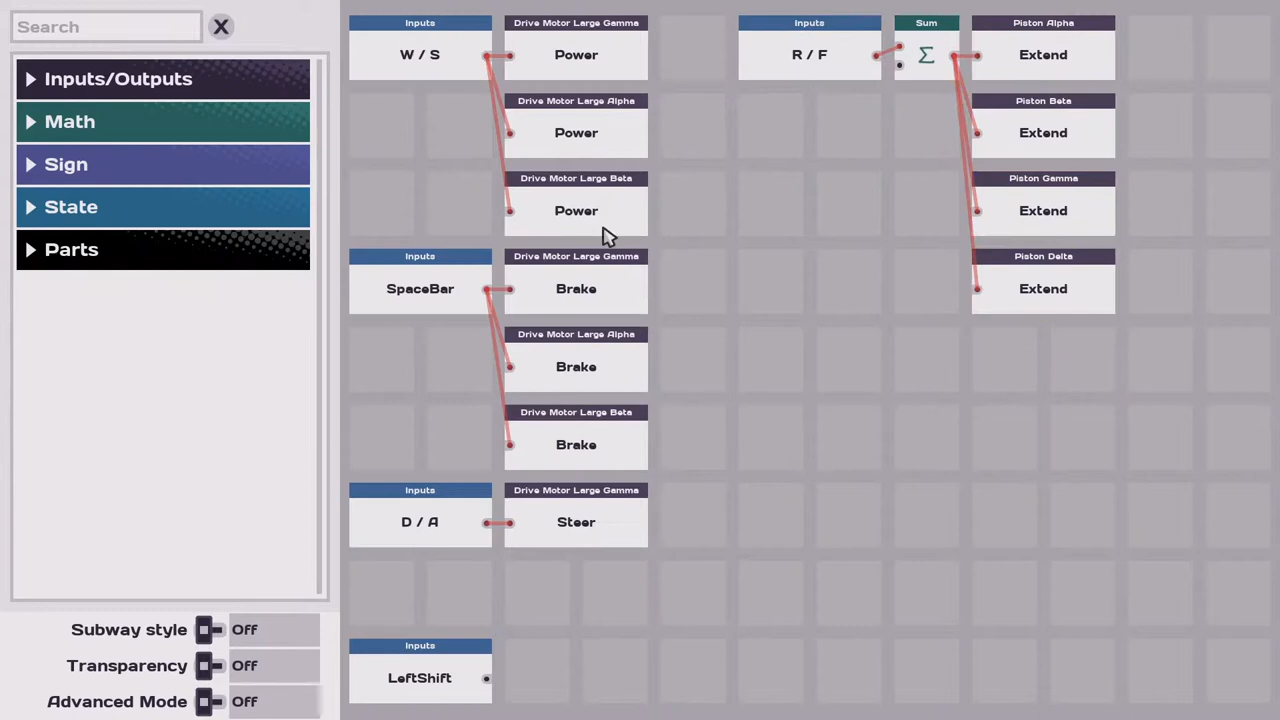 Search
X
Inputs/Outputs
Math
Sign
State
Parts
Subway style
Off
Transparency
Off
Advanced Mode
Off
Inputs
W / S
Drive Motor Large Gamma
Power
Drive Motor Large Alpha
Power
Drive Motor Large Beta
Power
Inputs
SpaceBar
Drive Motor Large Gamma
Brake
Drive Motor Large Alpha
Brake
Drive Motor Large Beta
Brake
Inputs
D / A
Drive Motor Large Gamma
Steer
Inputs
LeftShift
Inputs
R / F
Sum
Σ
Piston Alpha
Extend
Piston Beta
Extend
Piston Gamma
Extend
Piston Delta
Extend